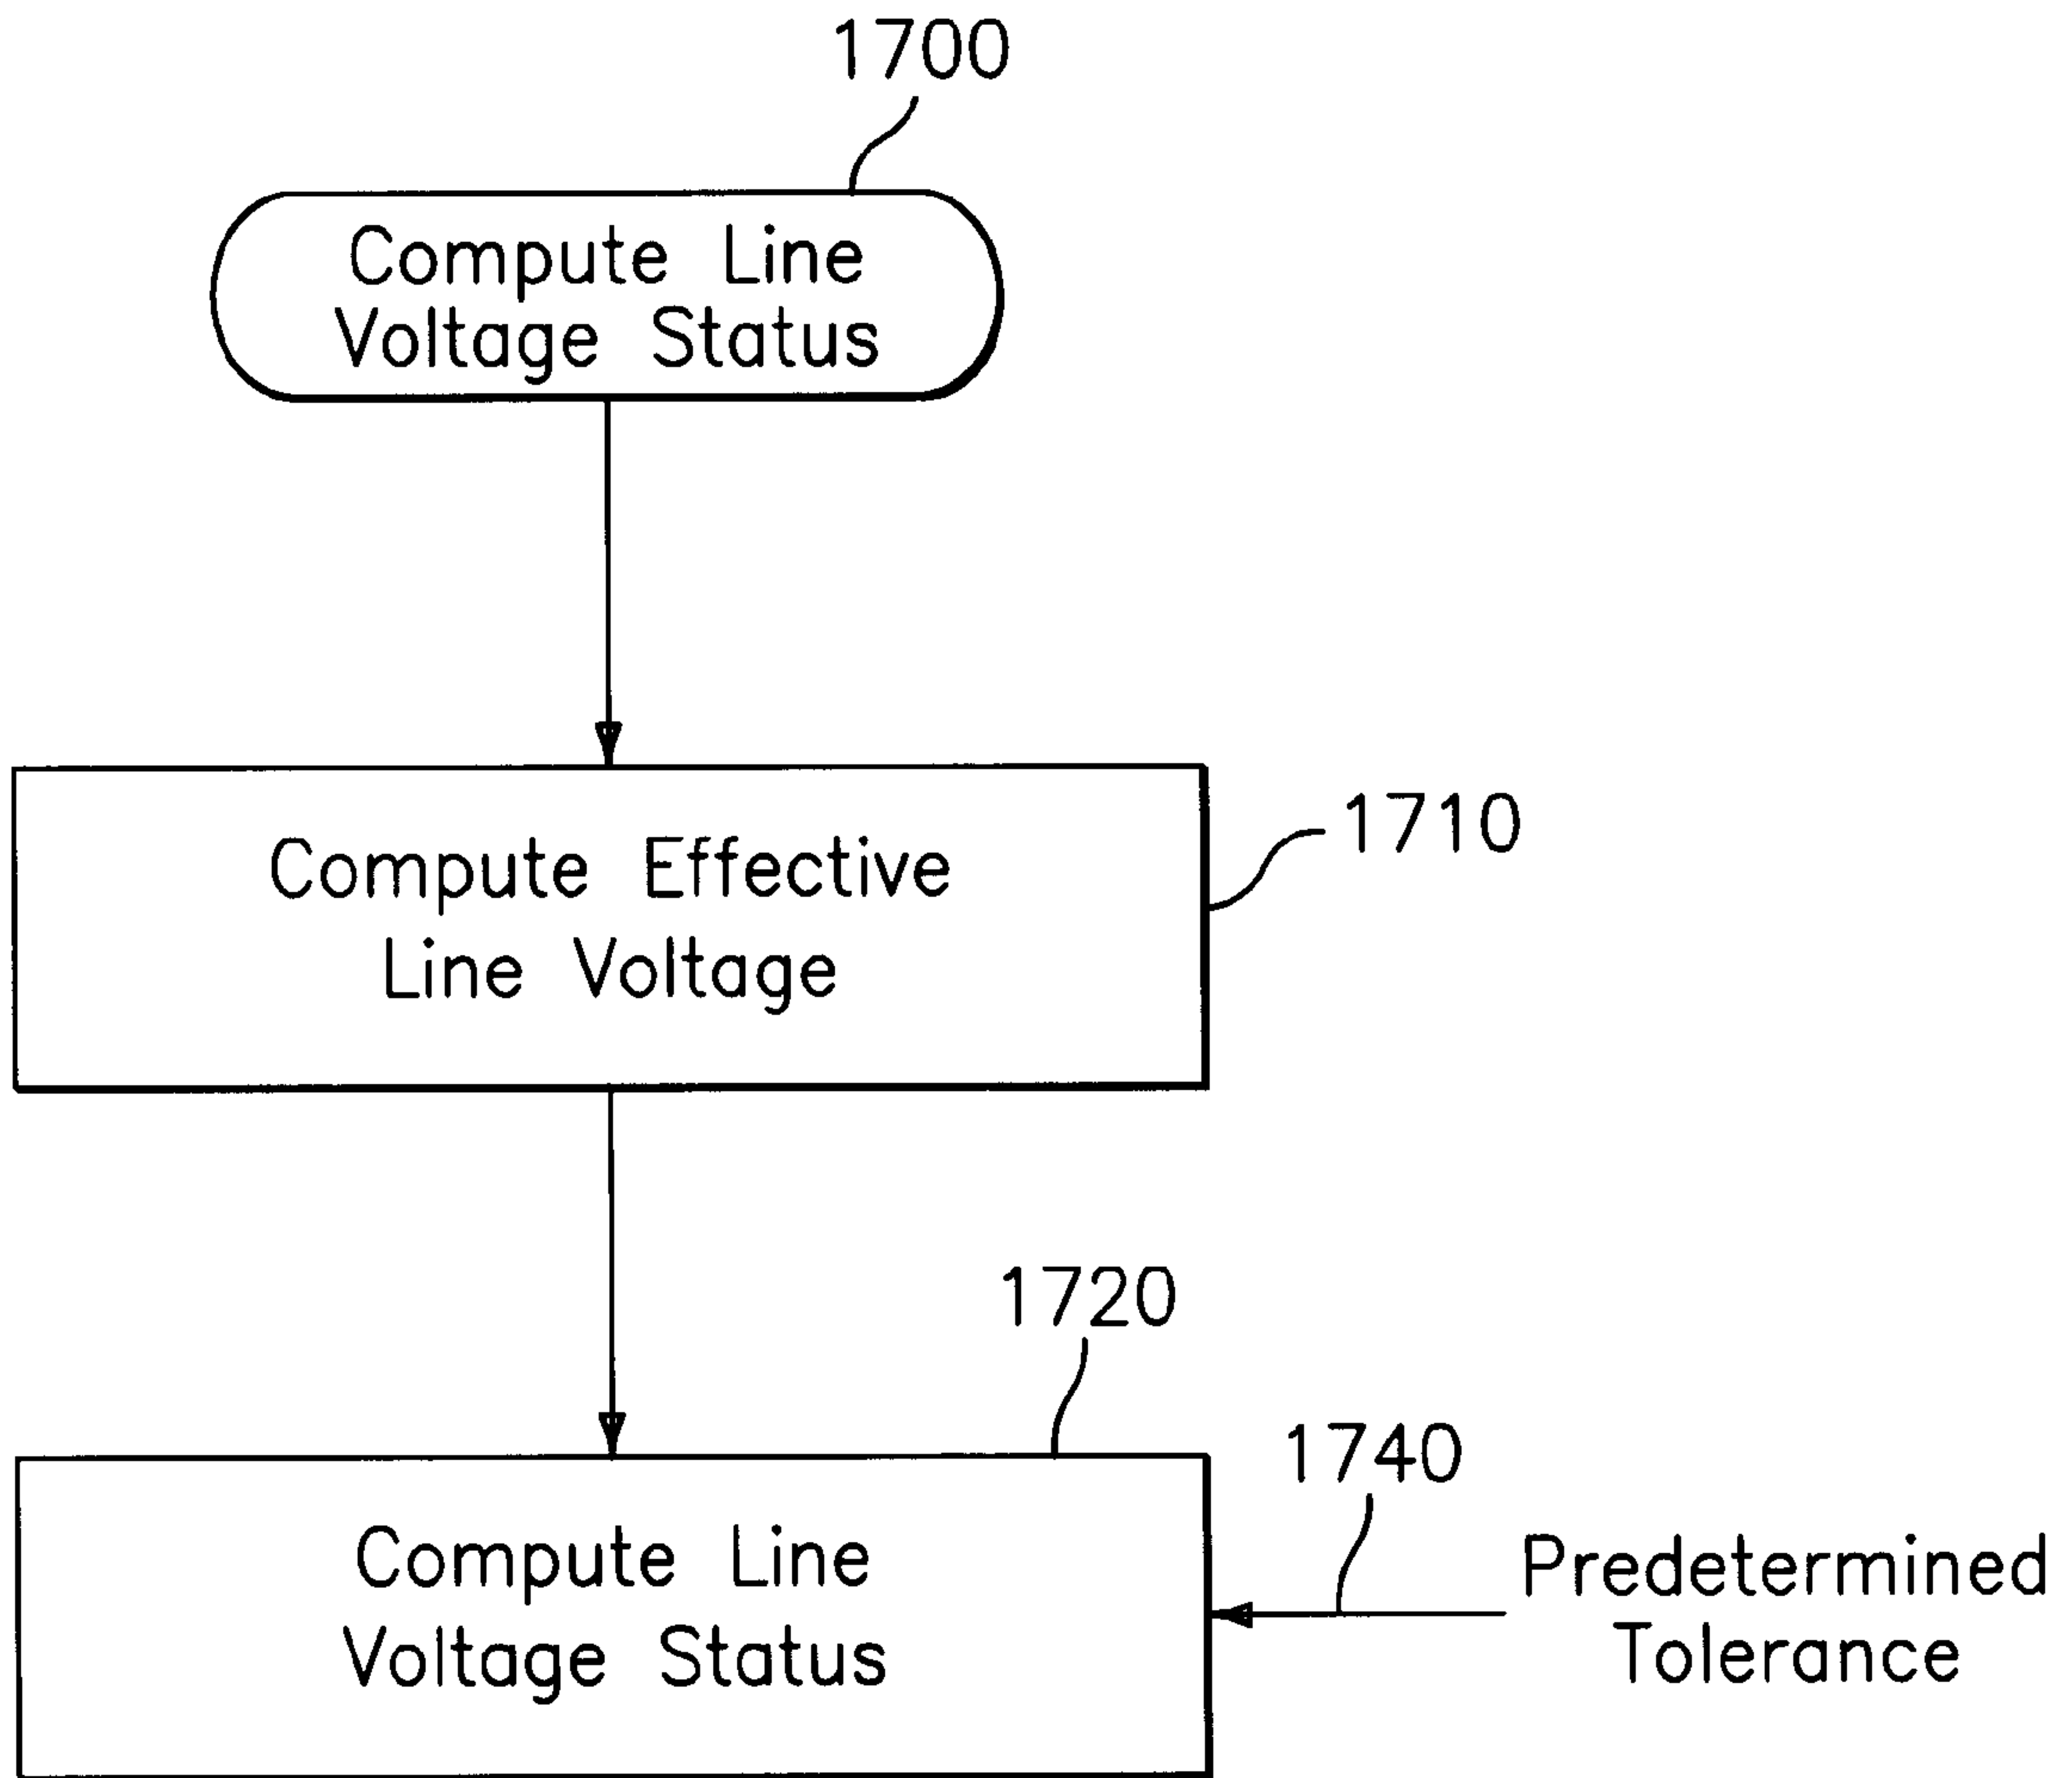 1700
Compute Line
Voltage Status
1710
Compute Effective
Line Voltage
1720
1740
Compute Line
Voltage Status
Predetermined
Tolerance